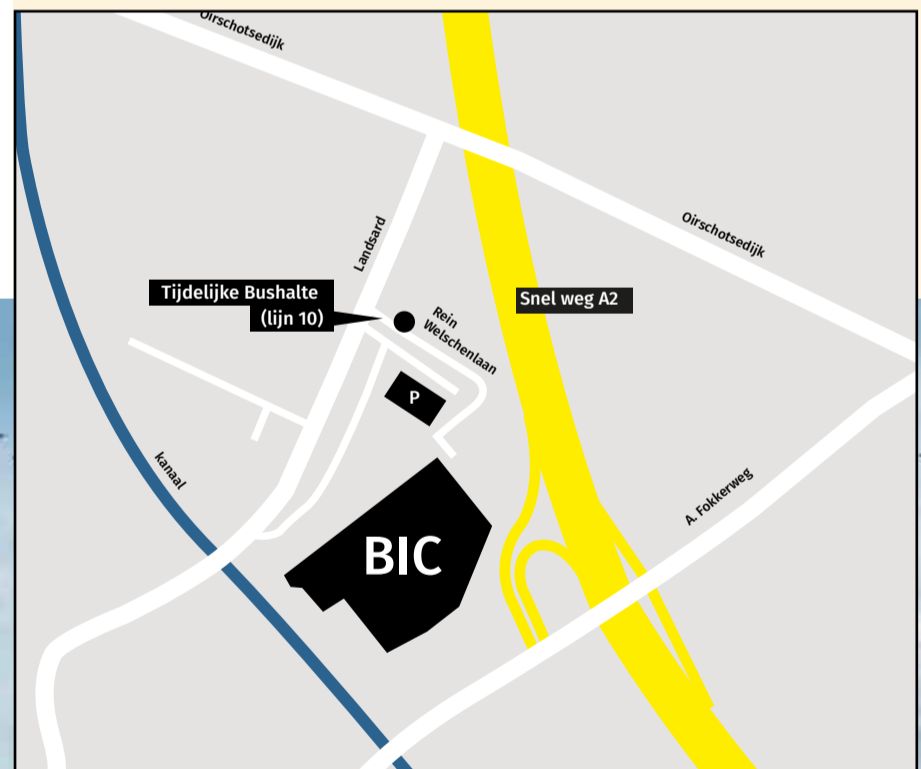 Oirschotsedijk
Oirschotsedijk
Landsard
Tijdelijke Bushalte
(lijn 10)
Rein
Welschenlaan
Snel weg A2
P
kanaal
A. Fokkerweg
BIC